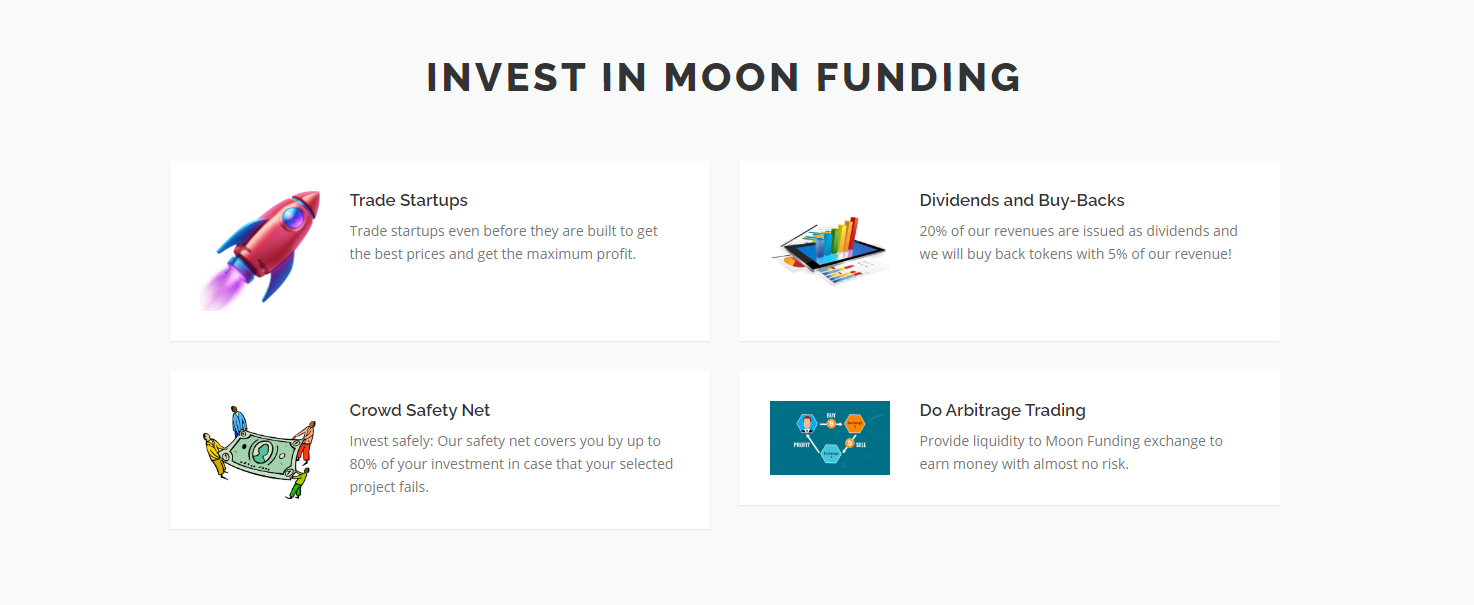 INVEST IN MOON FUNDING
Trade Startups
Trade startups even before they are built to get
the best prices and get the maximum profit.
Dividends and Buy-Backs
20% of our revenues are issued as dividends and
we will buy back tokens with 5% of our revenue!
Crowd Safety Net
Invest safely: Our safety net covers you by up to
80% of your investment in case that your selected
project fails.
BUY
PROFIT
SELL
Do Arbitrage Trading
Provide liquidity to Moon Funding exchange to
earn money with almost no risk.